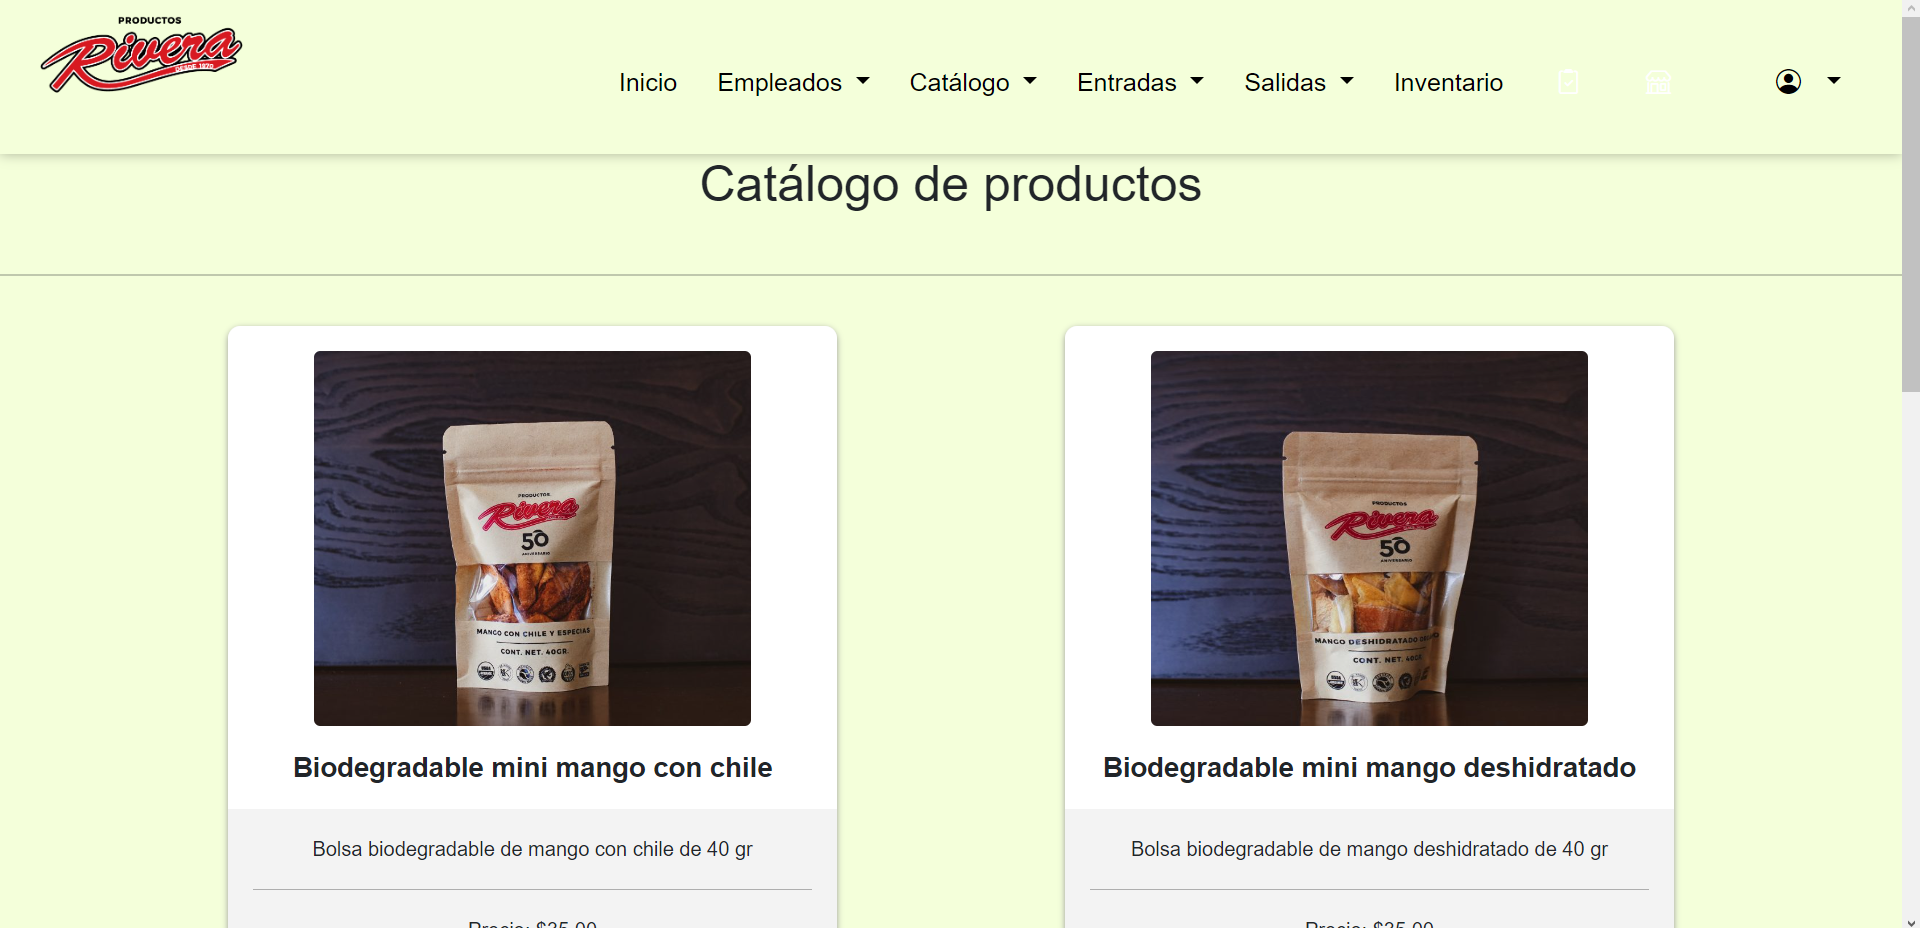 PRODUCTOS
Rivera
DESDE 1970
Inicio
Empleados
Catálogo
Entradas
Salidas
Inventario
Catálogo de productos
PRODUCTOS
Rivera
50
ANIVERSARIO
MANGO CON CHILE Y ESPECIAS
CONT. NET. 40GR.
Biodegradable mini mango con chile
Bolsa biodegradable de mango con chile de 40 gr
Precio: $35.00
PRODUCTOS
Rivera
50
ANIVERSARIO
MANGO DESHIDRATADO
CONT. NET. 40GR
Biodegradable mini mango deshidratado
Bolsa biodegradable de mango deshidratado de 40 gr
Precio: $35.00